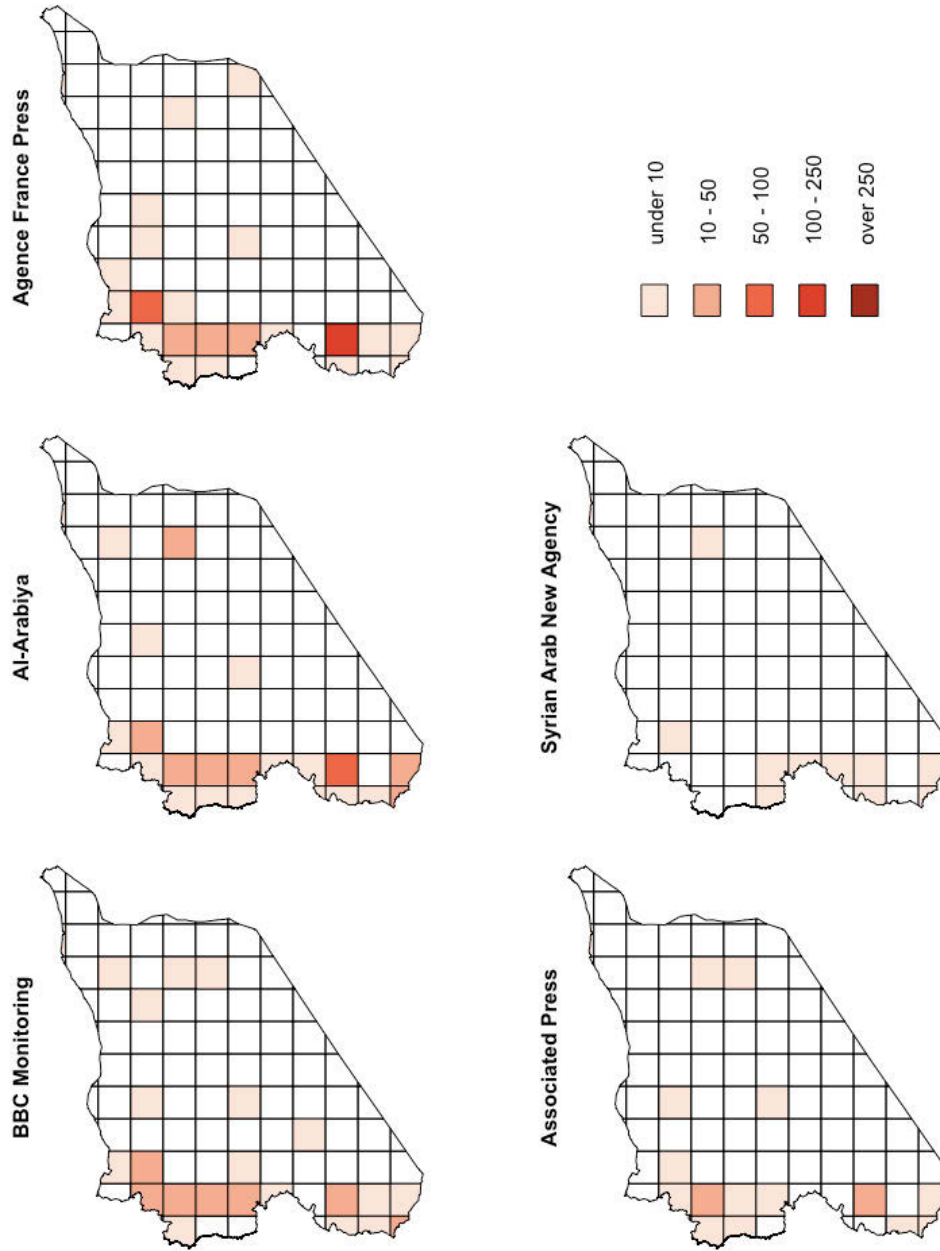 BBC Monitoring
Al-Arabiya
Agence France Press
Associated Press
Syrian Arab New Agency
under 10
10 - 50
50 - 100
100 - 250
over 250